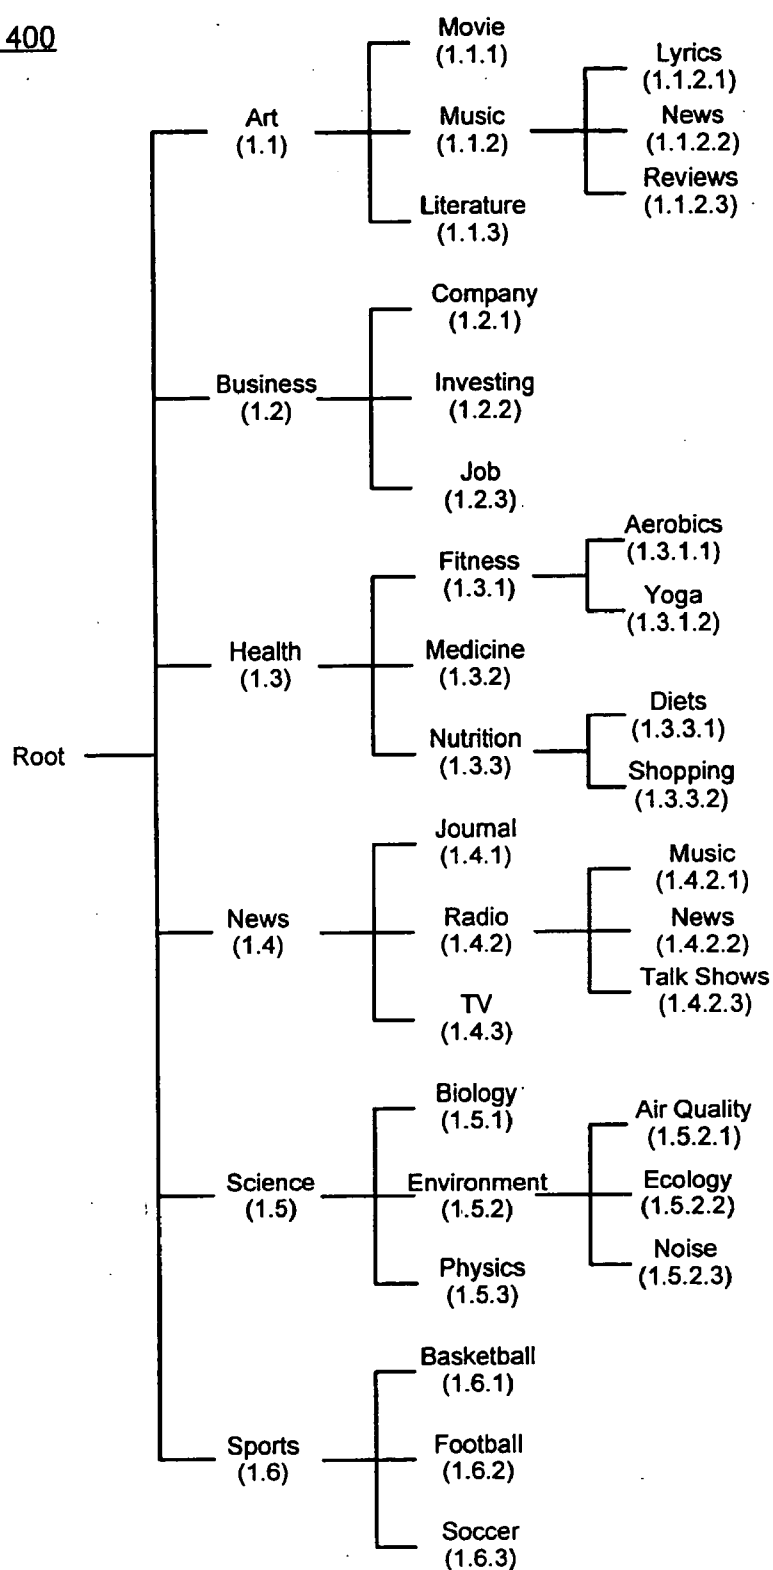 400
Movie
(1.1.1)
Lyrics
(1.1.2.1)
Art
(1.1)
Music
(1.1.2)
News
(1.1.2.2)
Reviews
(1.1.2.3)
Literature
(1.1.3)
Company
(1.2.1)
Business
(1.2)
Investing
(1.2.2)
Job
(1.2.3)
Fitness
(1.3.1)
Aerobics
(1.3.1.1)
Yoga
(1.3.1.2)
Health
(1.3)
Medicine
(1.3.2)
Nutrition
(1.3.3)
Diets
(1.3.3.1)
Shopping
(1.3.3.2)
Root
Journal
(1.4.1)
News
(1.4)
Radio
(1.4.2)
Music
(1.4.2.1)
News
(1.4.2.2)
Talk Shows
(1.4.2.3)
TV
(1.4.3)
Biology
(1.5.1)
Science
(1.5)
Environment
(1.5.2)
Air Quality
(1.5.2.1)
Ecology
(1.5.2.2)
Noise
(1.5.2.3)
Physics
(1.5.3)
Basketball
(1.6.1)
Sports
(1.6)
Football
(1.6.2)
Soccer
(1.6.3)